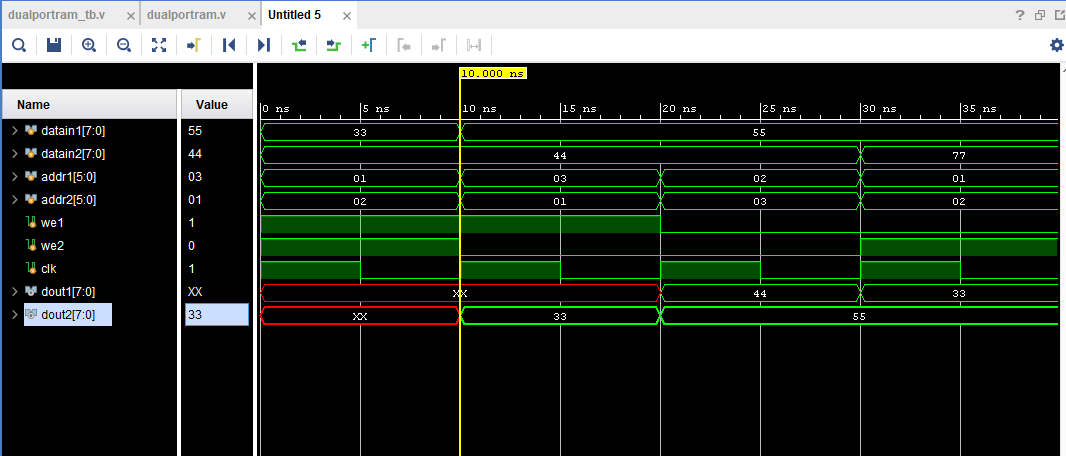 dualportram_tb.v × dualportram.v × Untitled 5 ×
?
10.000 ns
Name Value 0 ns 5 ns 10 ns 15 ns 20 ns 25 ns 30 ns 35 ns
datain1[7:0] 55 33 55
datain2[7:0] 44 44 77
addr1[5:0] 03 01 03 02 01
addr2[5:0] 01 02 01 03 02
we1 1
we2 0
clk 1
dout1[7:0] XX XX 44 33
dout2[7:0] 33 XX 33 55